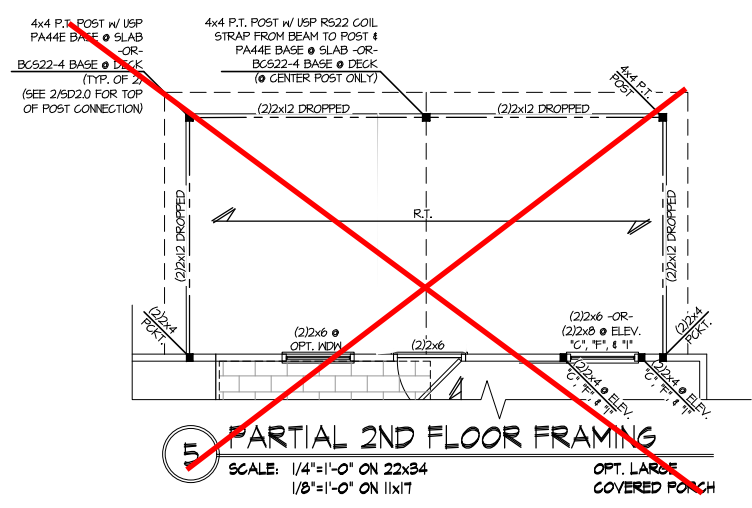 4x4 P.T. POST W/ USP
PA44E BASE @ SLAB
-OR-
BCS22-4 BASE @ DECK
(TYP. OF 2)
(SEE 2/SD2.0 FOR TOP
OF POST CONNECTION)
4x4 P.T. POST W/ USP RS22 COIL
STRAP FROM BEAM TO POST &
PA44E BASE @ SLAB -OR-
BCS22-4 BASE @ DECK
(@ CENTER POST ONLY)
4x4 P.T.
POST
(2)2x12 DROPPED
(2)2x12 DROPPED
(2)2x12 DROPPED
R.T.
(2)2x12 DROPPED
(2)2x4
PCKT.
(2)2x6 @
OPT. WDW.
(2)2x6
(2)2x6 -OR-
(2)2x8 @ ELEV.
"C", "F", & "I"
(2)2x4
PCKT.
(2)2x4 @ ELEV.
"C", "F", & "I"
(2)2x4 @ ELEV.
"C", "F", & "I"
5
PARTIAL 2ND FLOOR FRAMING
SCALE: 1/4"=1'-0" ON 22x34
1/8"=1'-0" ON 11x17
OPT. LARGE
COVERED PORCH